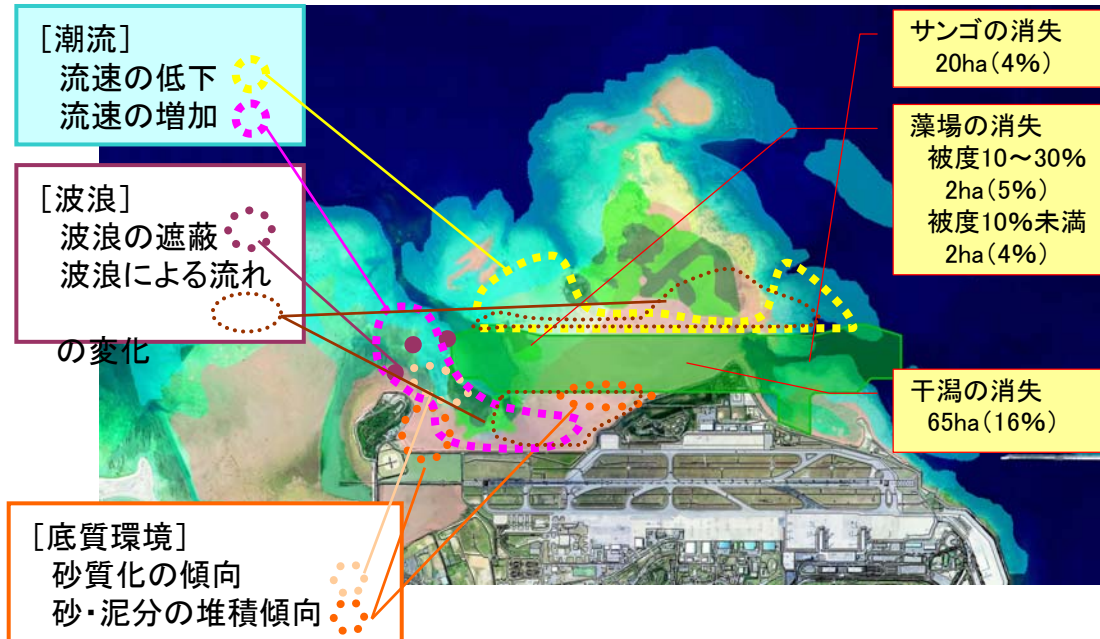 ［潮流］
流速の低下
流速の増加
［波浪］
波浪の遮蔽
波浪による流れ
の変化
［底質環境］
砂質化の傾向
砂・泥分の堆積傾向
サンゴの消失
20ha（4%）
藻場の消失
被度10～30%
2ha（5%）
被度10%未満
2ha（4%）
干潟の消失
65ha（16%）